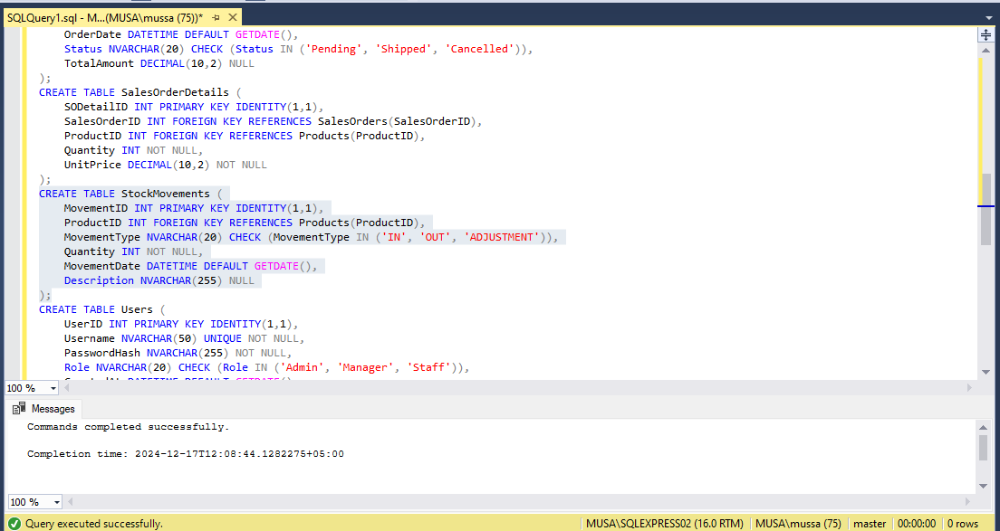 SQLQuery1.sql - M...(MUSA\mussa (75))*
OrderDate DATETIME DEFAULT GETDATE(),
Status NVARCHAR(20) CHECK (Status IN ('Pending', 'Shipped', 'Cancelled')),
TotalAmount DECIMAL(10,2) NULL
);
CREATE TABLE SalesOrderDetails (
SODetailID INT PRIMARY KEY IDENTITY(1,1),
SalesOrderID INT FOREIGN KEY REFERENCES SalesOrders(SalesOrderID),
ProductID INT FOREIGN KEY REFERENCES Products(ProductID),
Quantity INT NOT NULL,
UnitPrice DECIMAL(10,2) NOT NULL
);
CREATE TABLE StockMovements (
MovementID INT PRIMARY KEY IDENTITY(1,1),
ProductID INT FOREIGN KEY REFERENCES Products(ProductID),
MovementType NVARCHAR(20) CHECK (MovementType IN ('IN', 'OUT', 'ADJUSTMENT')),
Quantity INT NOT NULL,
MovementDate DATETIME DEFAULT GETDATE(),
Description NVARCHAR(255) NULL
);
CREATE TABLE Users (
UserID INT PRIMARY KEY IDENTITY(1,1),
Username NVARCHAR(50) UNIQUE NOT NULL,
PasswordHash NVARCHAR(255) NOT NULL,
Role NVARCHAR(20) CHECK (Role IN ('Admin', 'Manager', 'Staff')),
100 %
Messages
Commands completed successfully.
Completion time: 2024-12-17T12:08:44.1282275+05:00
100 %
Query executed successfully.
MUSA\SQLEXPRESS02 (16.0 RTM)
MUSA\mussa (75)
master
00:00:00
0 rows